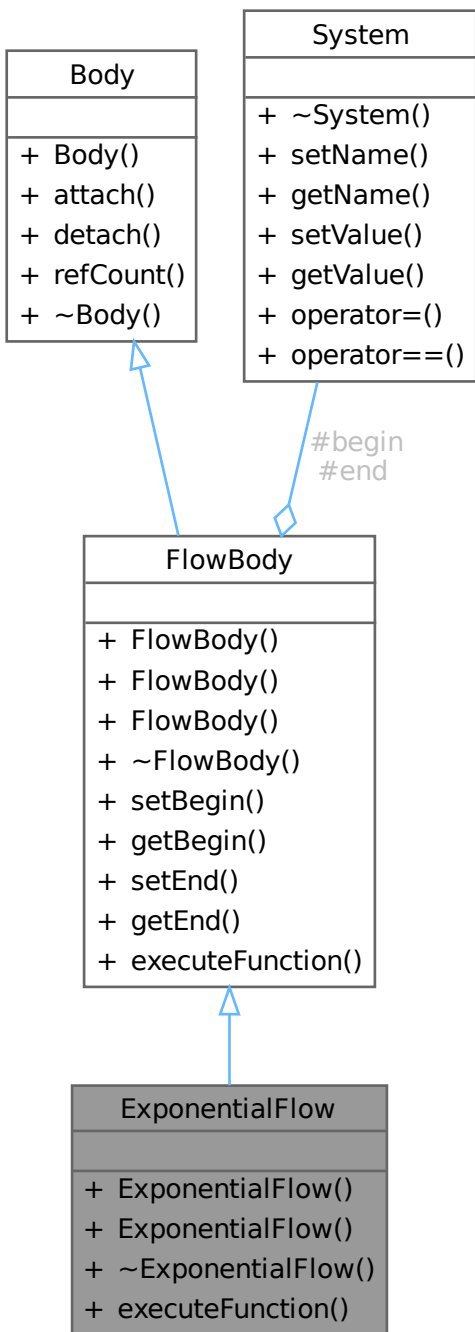 System
+ ~System()
+ setName()
+ getName()
+ setValue()
+ getValue()
+ operator=()
+ operator==()
Body
+ Body()
+ attach()
+ detach()
+ refCount()
+ ~Body()
#begin
#end
FlowBody
+ FlowBody()
+ FlowBody()
+ FlowBody()
+ ~FlowBody()
+ setBegin()
+ getBegin()
+ setEnd()
+ getEnd()
+ executeFunction()
ExponentialFlow
+ ExponentialFlow()
+ ExponentialFlow()
+ ~ExponentialFlow()
+ executeFunction()